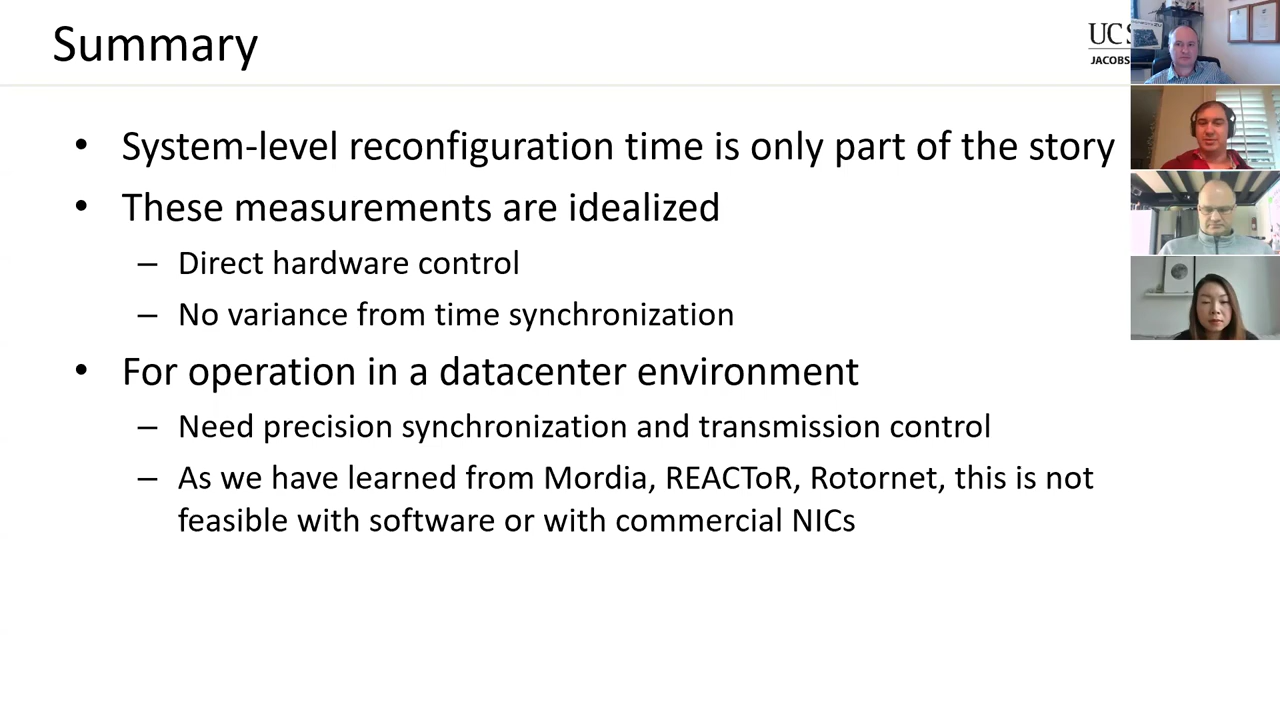 Summary
UC S
JACOBS
• System-level reconfiguration time is only part of the story
• These measurements are idealized
– Direct hardware control
– No variance from time synchronization
• For operation in a datacenter environment
– Need precision synchronization and transmission control
– As we have learned from Mordia, REACToR, Rotornet, this is not
feasible with software or with commercial NICs